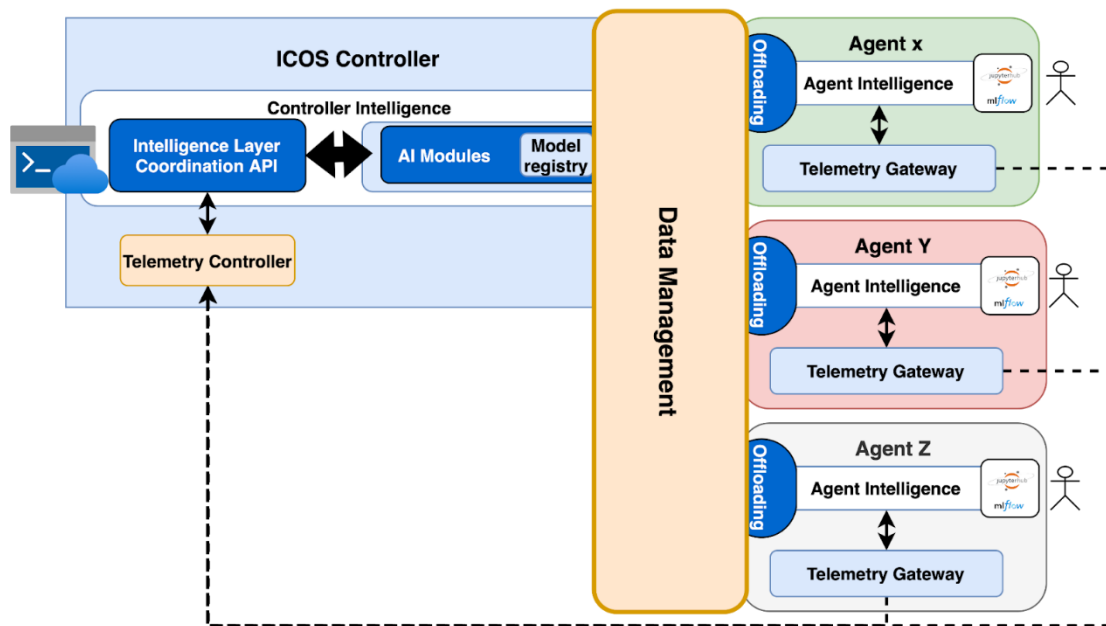 ICOS Controller
Controller Intelligence
Intelligence Layer
Coordination API
AI Modules
Model
registry
Telemetry Controller
Data Management
Agent x
Offloading
Agent Intelligence
jupyterhub
mlflow
Telemetry Gateway
Agent Y
Offloading
Agent Intelligence
jupyterhub
mlflow
Telemetry Gateway
Agent Z
Offloading
Agent Intelligence
jupyterhub
mlflow
Telemetry Gateway